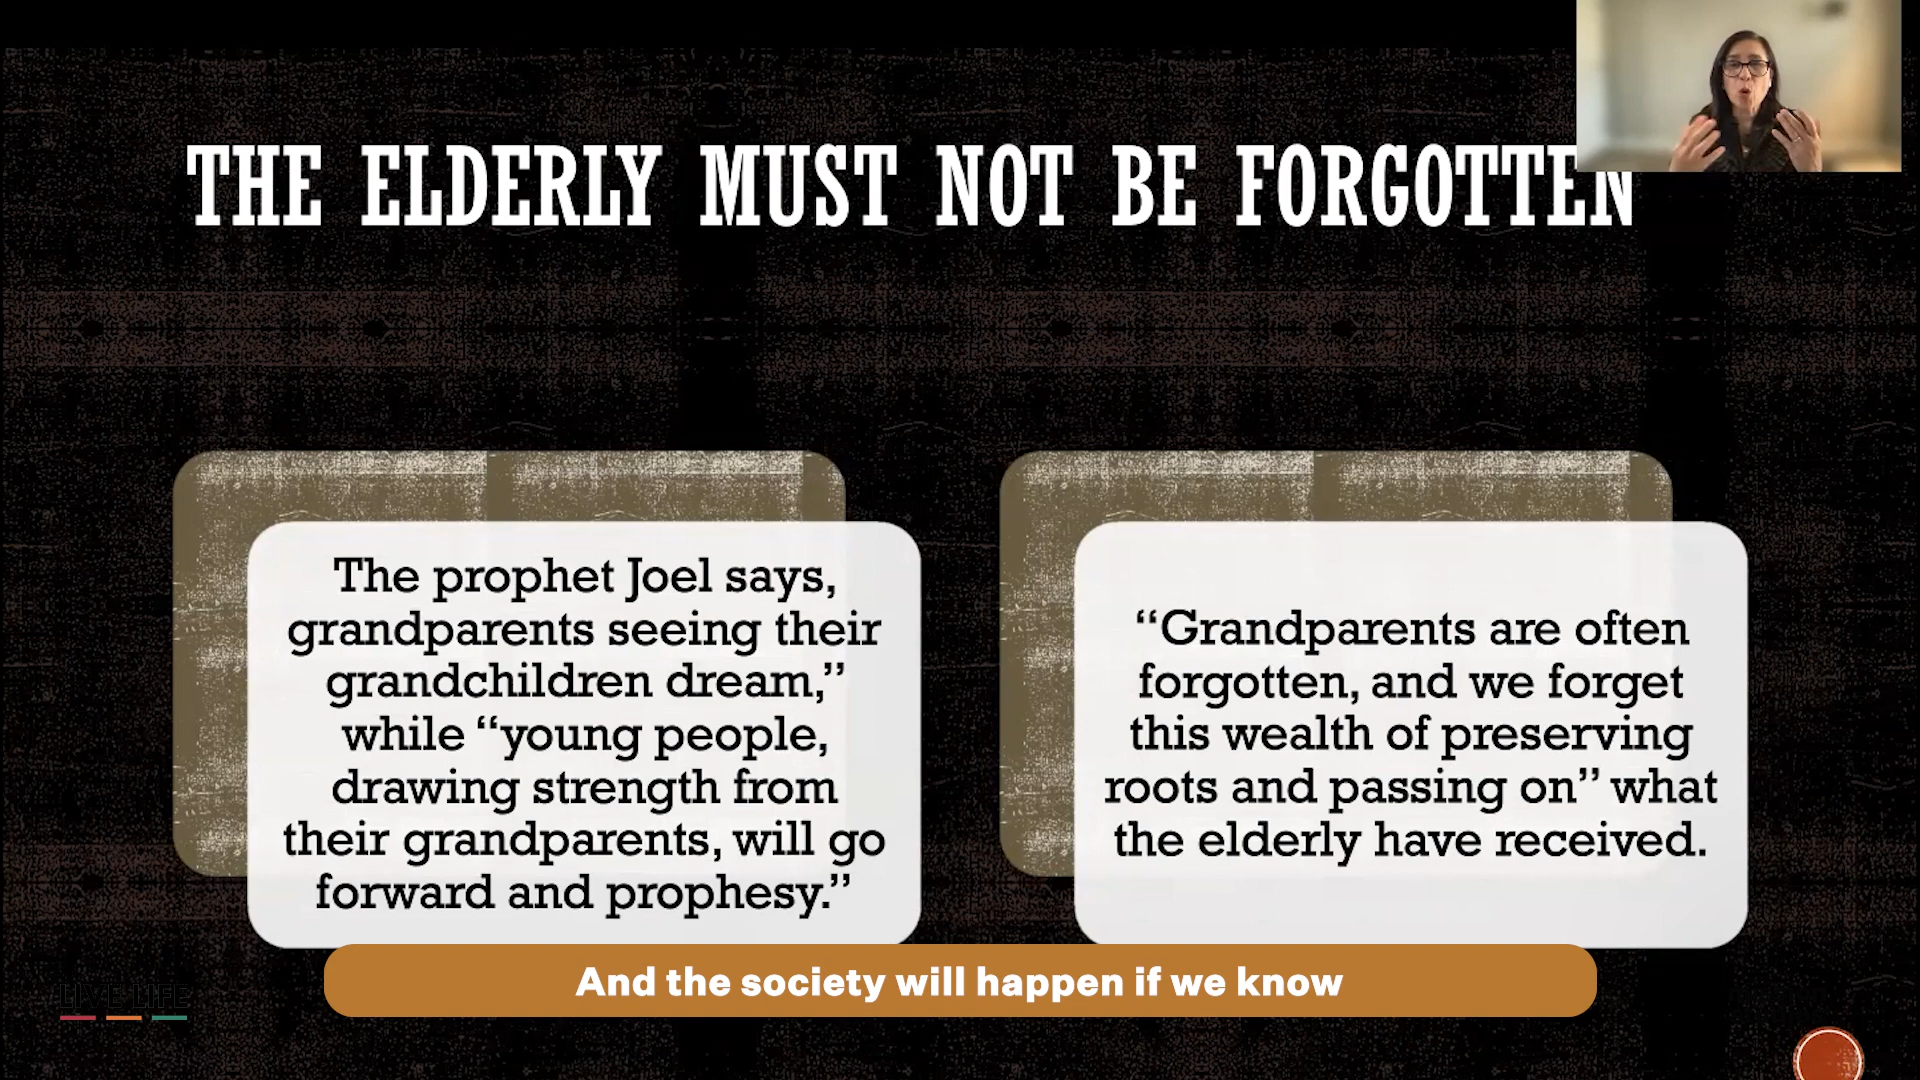 THE ELDERLY MUST NOT BE FORGOTTEN
The prophet Joel says,
grandparents seeing their
grandchildren dream,”
while “young people,
drawing strength from
their grandparents, will go
forward and prophesy.”
“Grandparents are often
forgotten, and we forget
this wealth of preserving
roots and passing on” what
the elderly have received.
And the society will happen if we know
LIVE LIFE